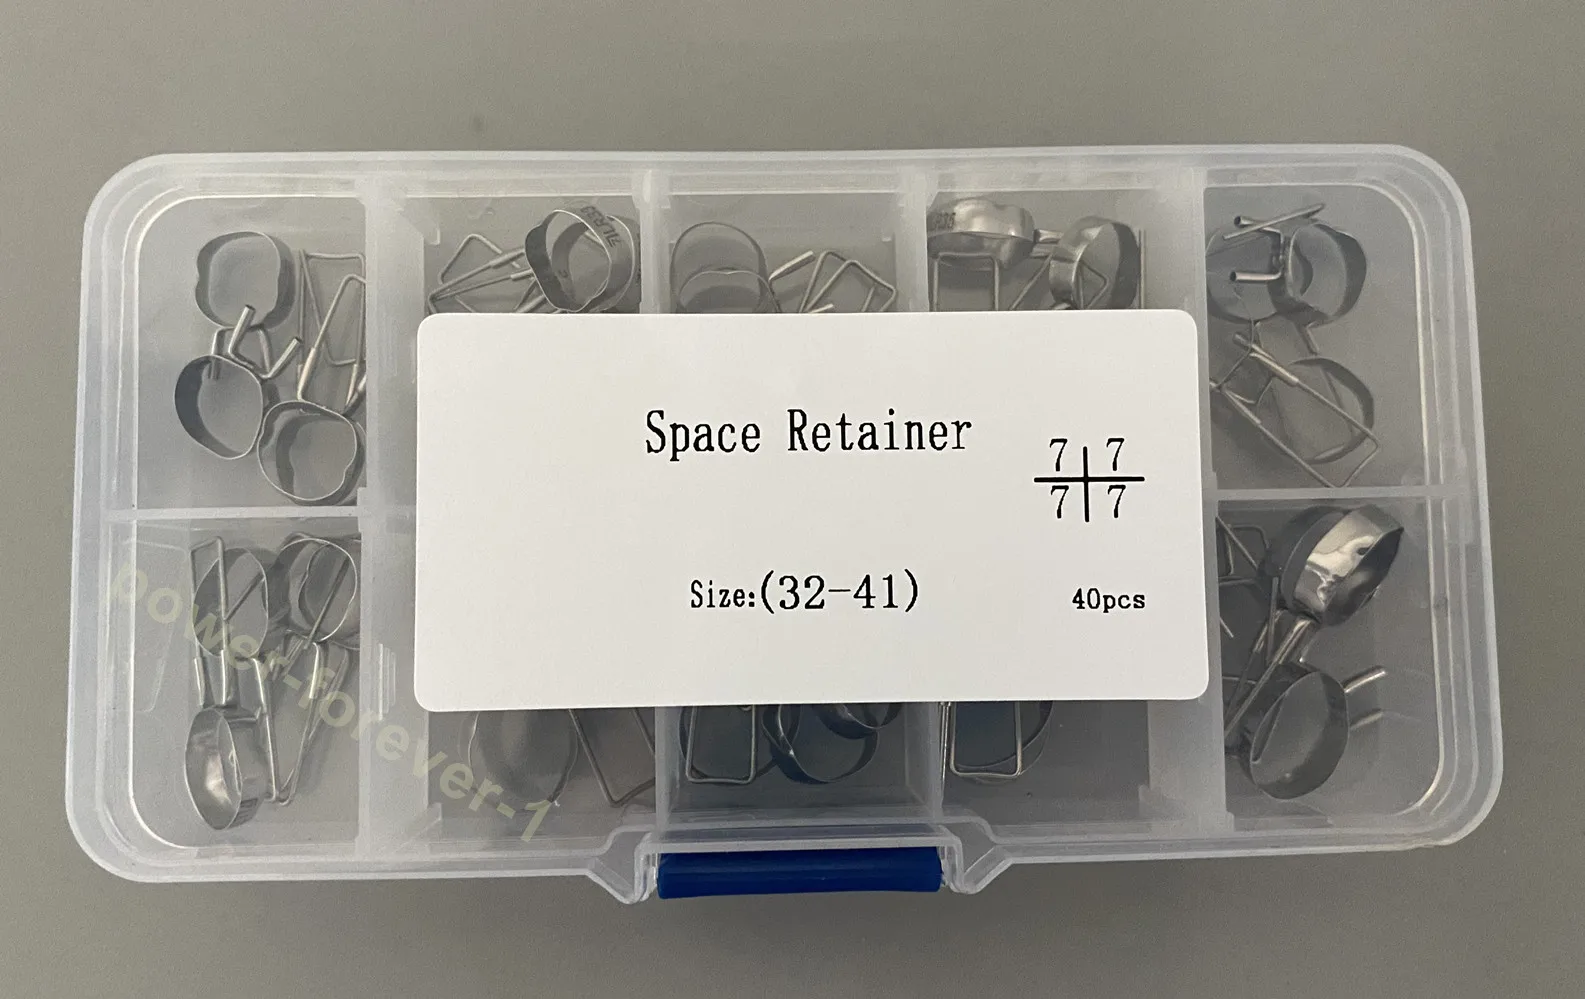 Space Retainer
7 7
7 7
Size:(32-41)
40pcs
power-forever-1